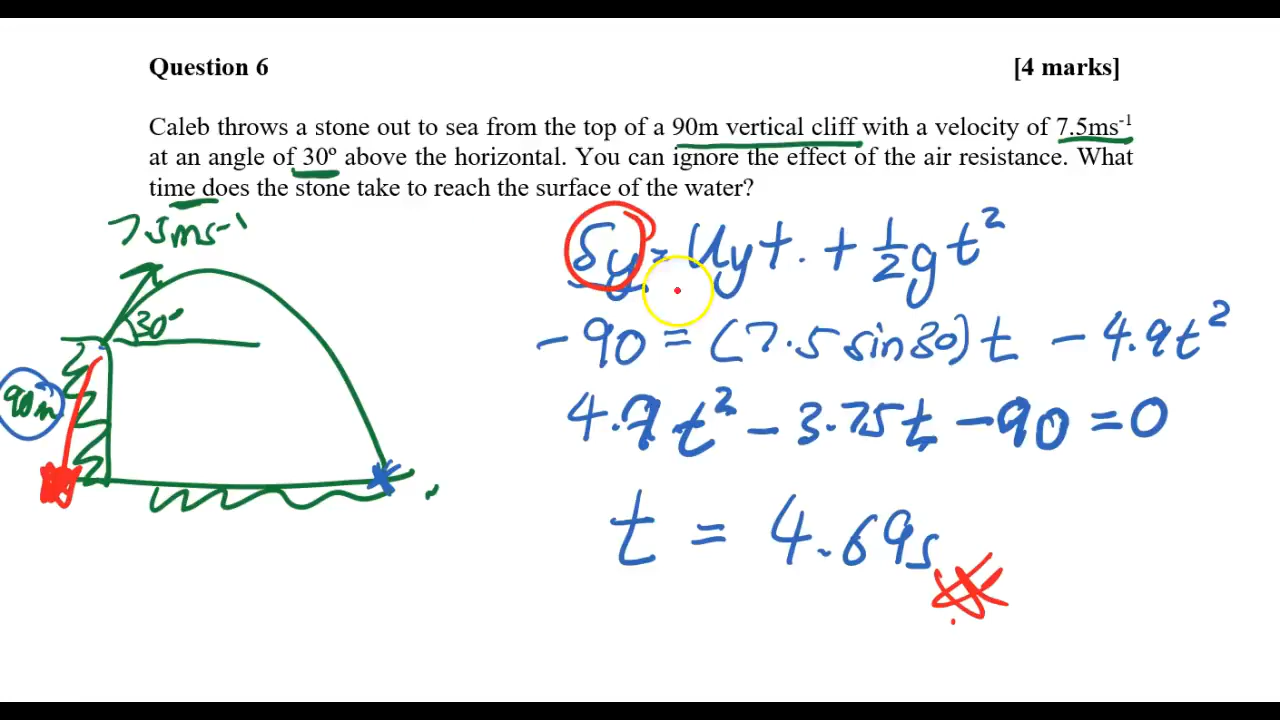 Question 6 [4 marks]
Caleb throws a stone out to sea from the top of a 90m vertical cliff with a velocity of 7.5ms⁻¹
at an angle of 30º above the horizontal. You can ignore the effect of the air resistance. What
time does the stone take to reach the surface of the water?
7.5ms⁻¹
30°
90m
Sy = Uyt + ½gt²
-90 = (7.5 sin30)t - 4.9t²
4.9t² - 3.75t - 90 = 0
t = 4.69s